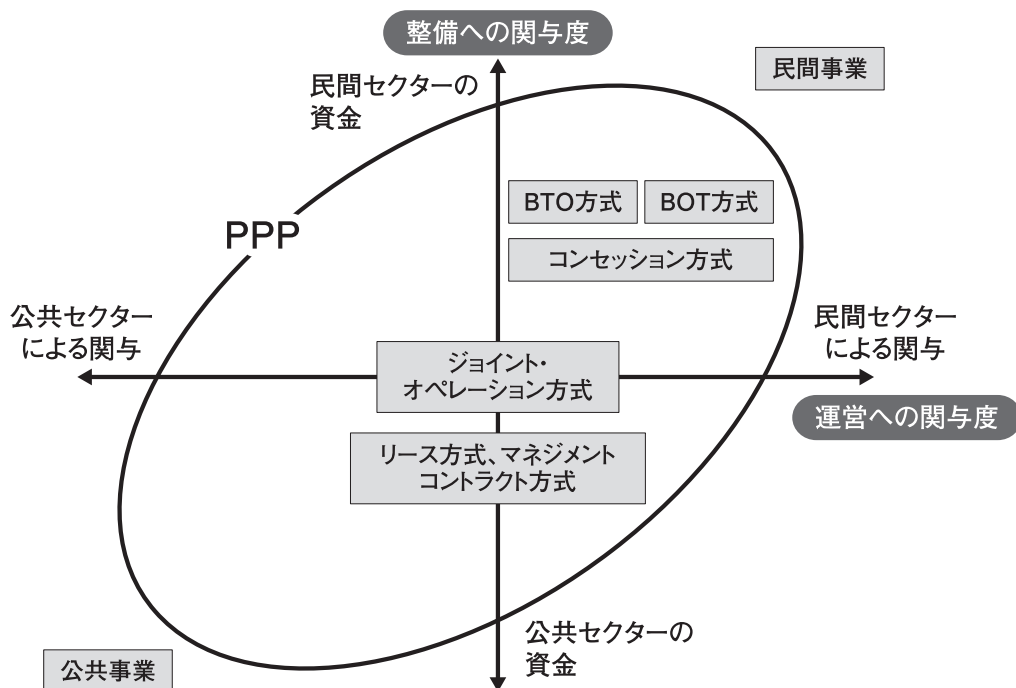 整備への関与度
民間事業
民間セクターの
資金
BTO方式
BOT方式
PPP
コンセッション方式
公共セクター
による関与
民間セクター
による関与
ジョイント・
オペレーション方式
運営への関与度
リース方式、マネジメント
コントラクト方式
公共セクターの
資金
公共事業